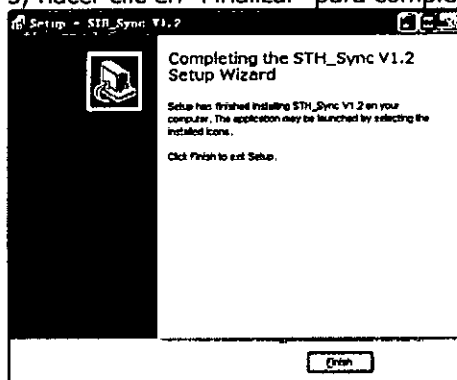 5) Hacer clic en "Finalizar" para comple
Setup - STH_Sync V1.2
Completing the STH_Sync V1.2
Setup Wizard
Setup has finished installing STH_Sync V1.2 on your
computer. The application may be launched by selecting the
installed icons.
Click Finish to exit Setup.
Finish